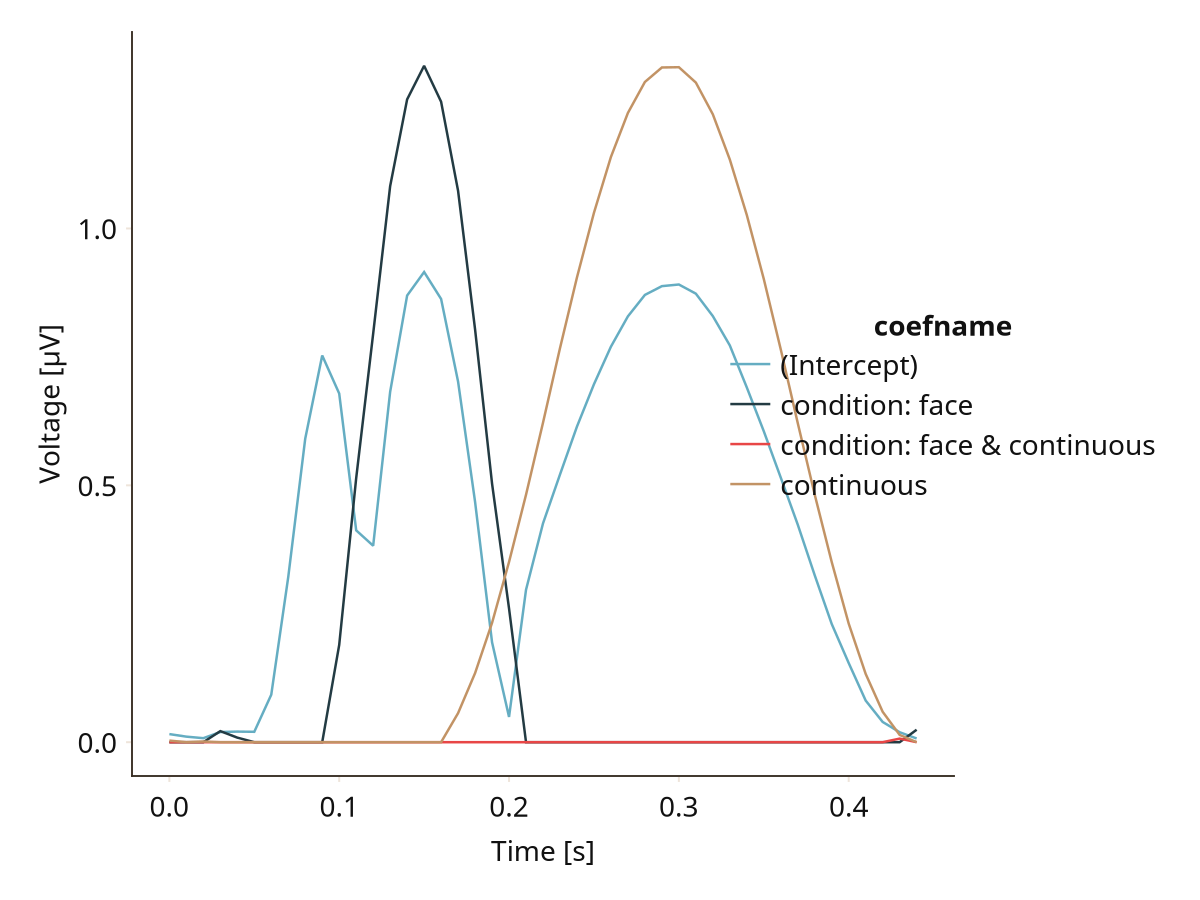 Voltage [µV]
1.0
0.5
0.0
coefname
(Intercept)
condition: face
condition: face & continuous
continuous
0.0
0.1
0.2
0.3
0.4
Time [s]